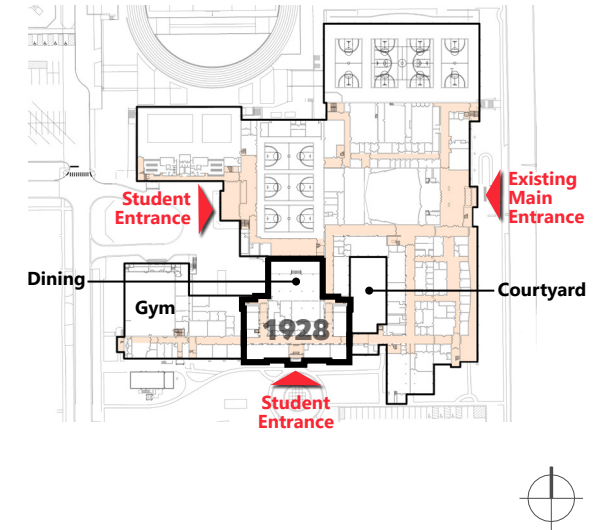 Student
Entrance
Existing
Main
Entrance
Dining
Courtyard
Gym
1928
Student
Entrance